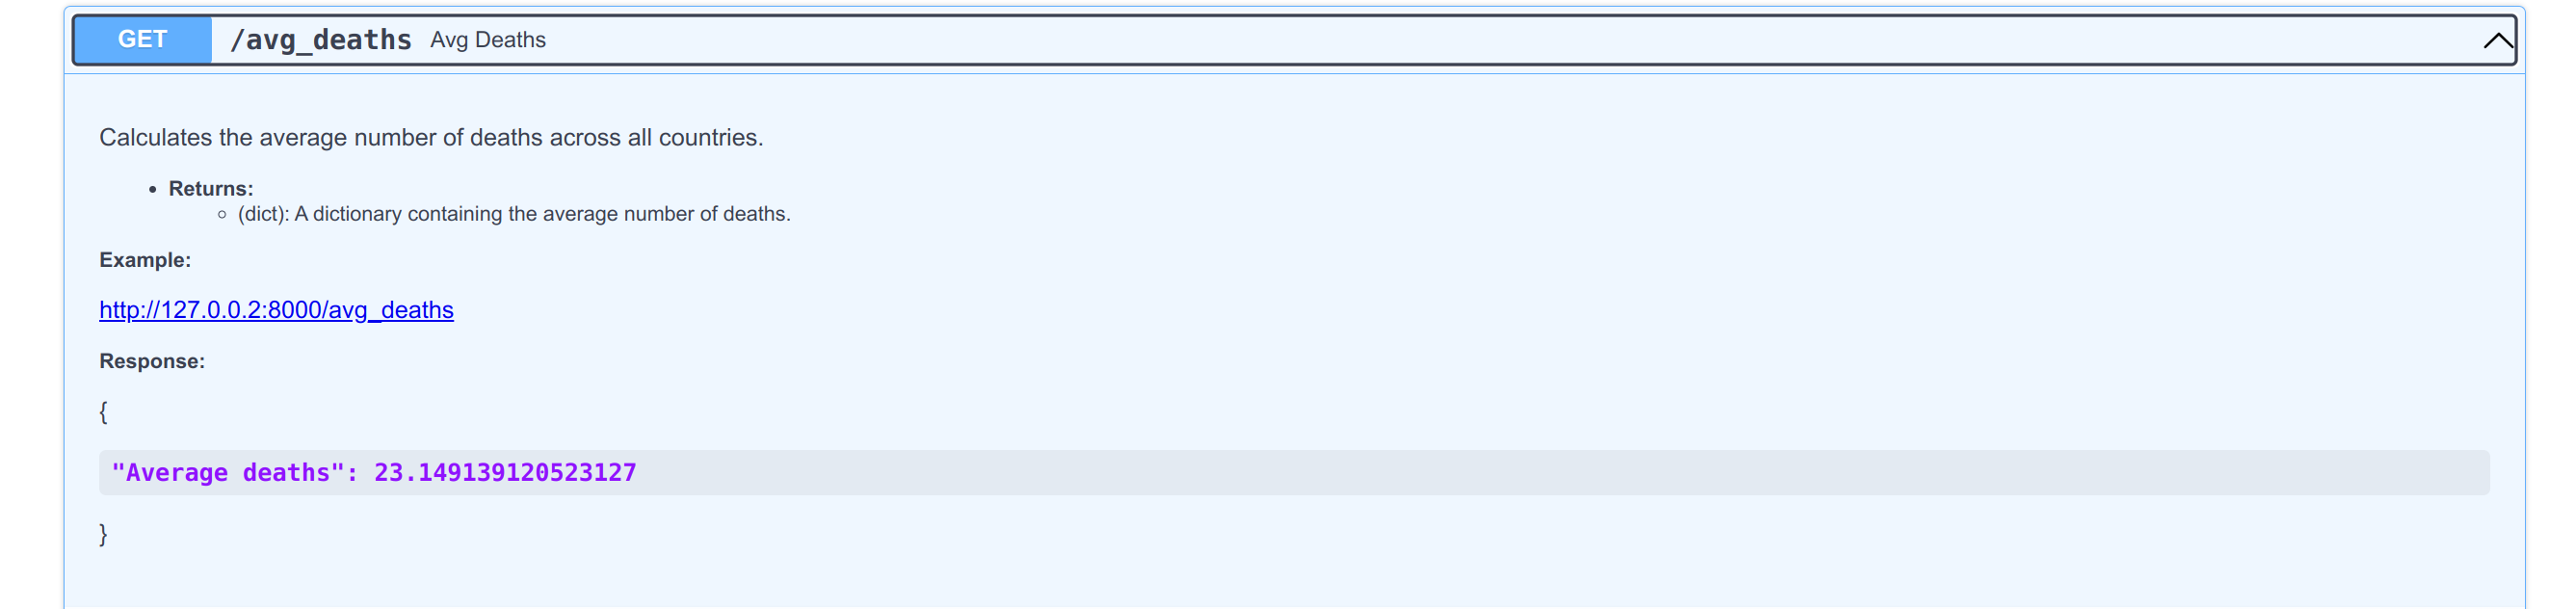 GET /avg_deaths Avg Deaths
Calculates the average number of deaths across all countries.
• Returns:
◦ (dict): A dictionary containing the average number of deaths.
Example:
http://127.0.0.2:8000/avg_deaths
Response:
{
"Average deaths": 23.149139120523127
}